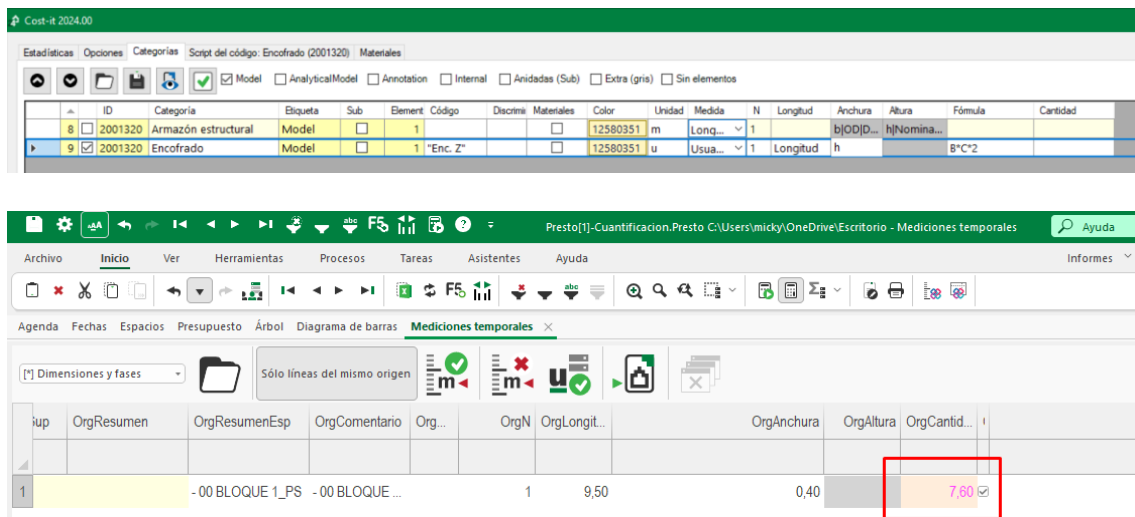 Cost-it 2024.00
Estadísticas Opciones Categorías Script del código: Encofrado (2001320) Materiales
Model AnalyticalModel Annotation Internal Anidadas (Sub) Extra (gris) Sin elementos
ID Categoría Etiqueta Sub Element Código Discrimi Materiales Color Unidad Medida N Longitud Anchura Altura Fórmula Cantidad
8 2001320 Armazón estructural Model 1 12580351 m Long... 1 b|OD|D... h|Nomina...
9 2001320 Encofrado Model 1 "Enc. Z" 12580351 u Usua... 1 Longitud h B*C*2
abc F5 Presto[1]-Cuantificacion.Presto C:\Users\micky\OneDrive\Escritorio - Mediciones temporales Ayuda
Archivo Inicio Ver Herramientas Procesos Tareas Asistentes Ayuda Informes
F5 abc
Agenda Fechas Espacios Presupuesto Árbol Diagrama de barras Mediciones temporales
[*] Dimensiones y fases Sólo líneas del mismo origen m m u
OrgResumen OrgResumenEsp OrgComentario Org... OrgN OrgLongit... OrgAnchura OrgAltura OrgCantid...
1 - 00 BLOQUE 1_PS - 00 BLOQUE ... 1 9,50 0,40 7,60